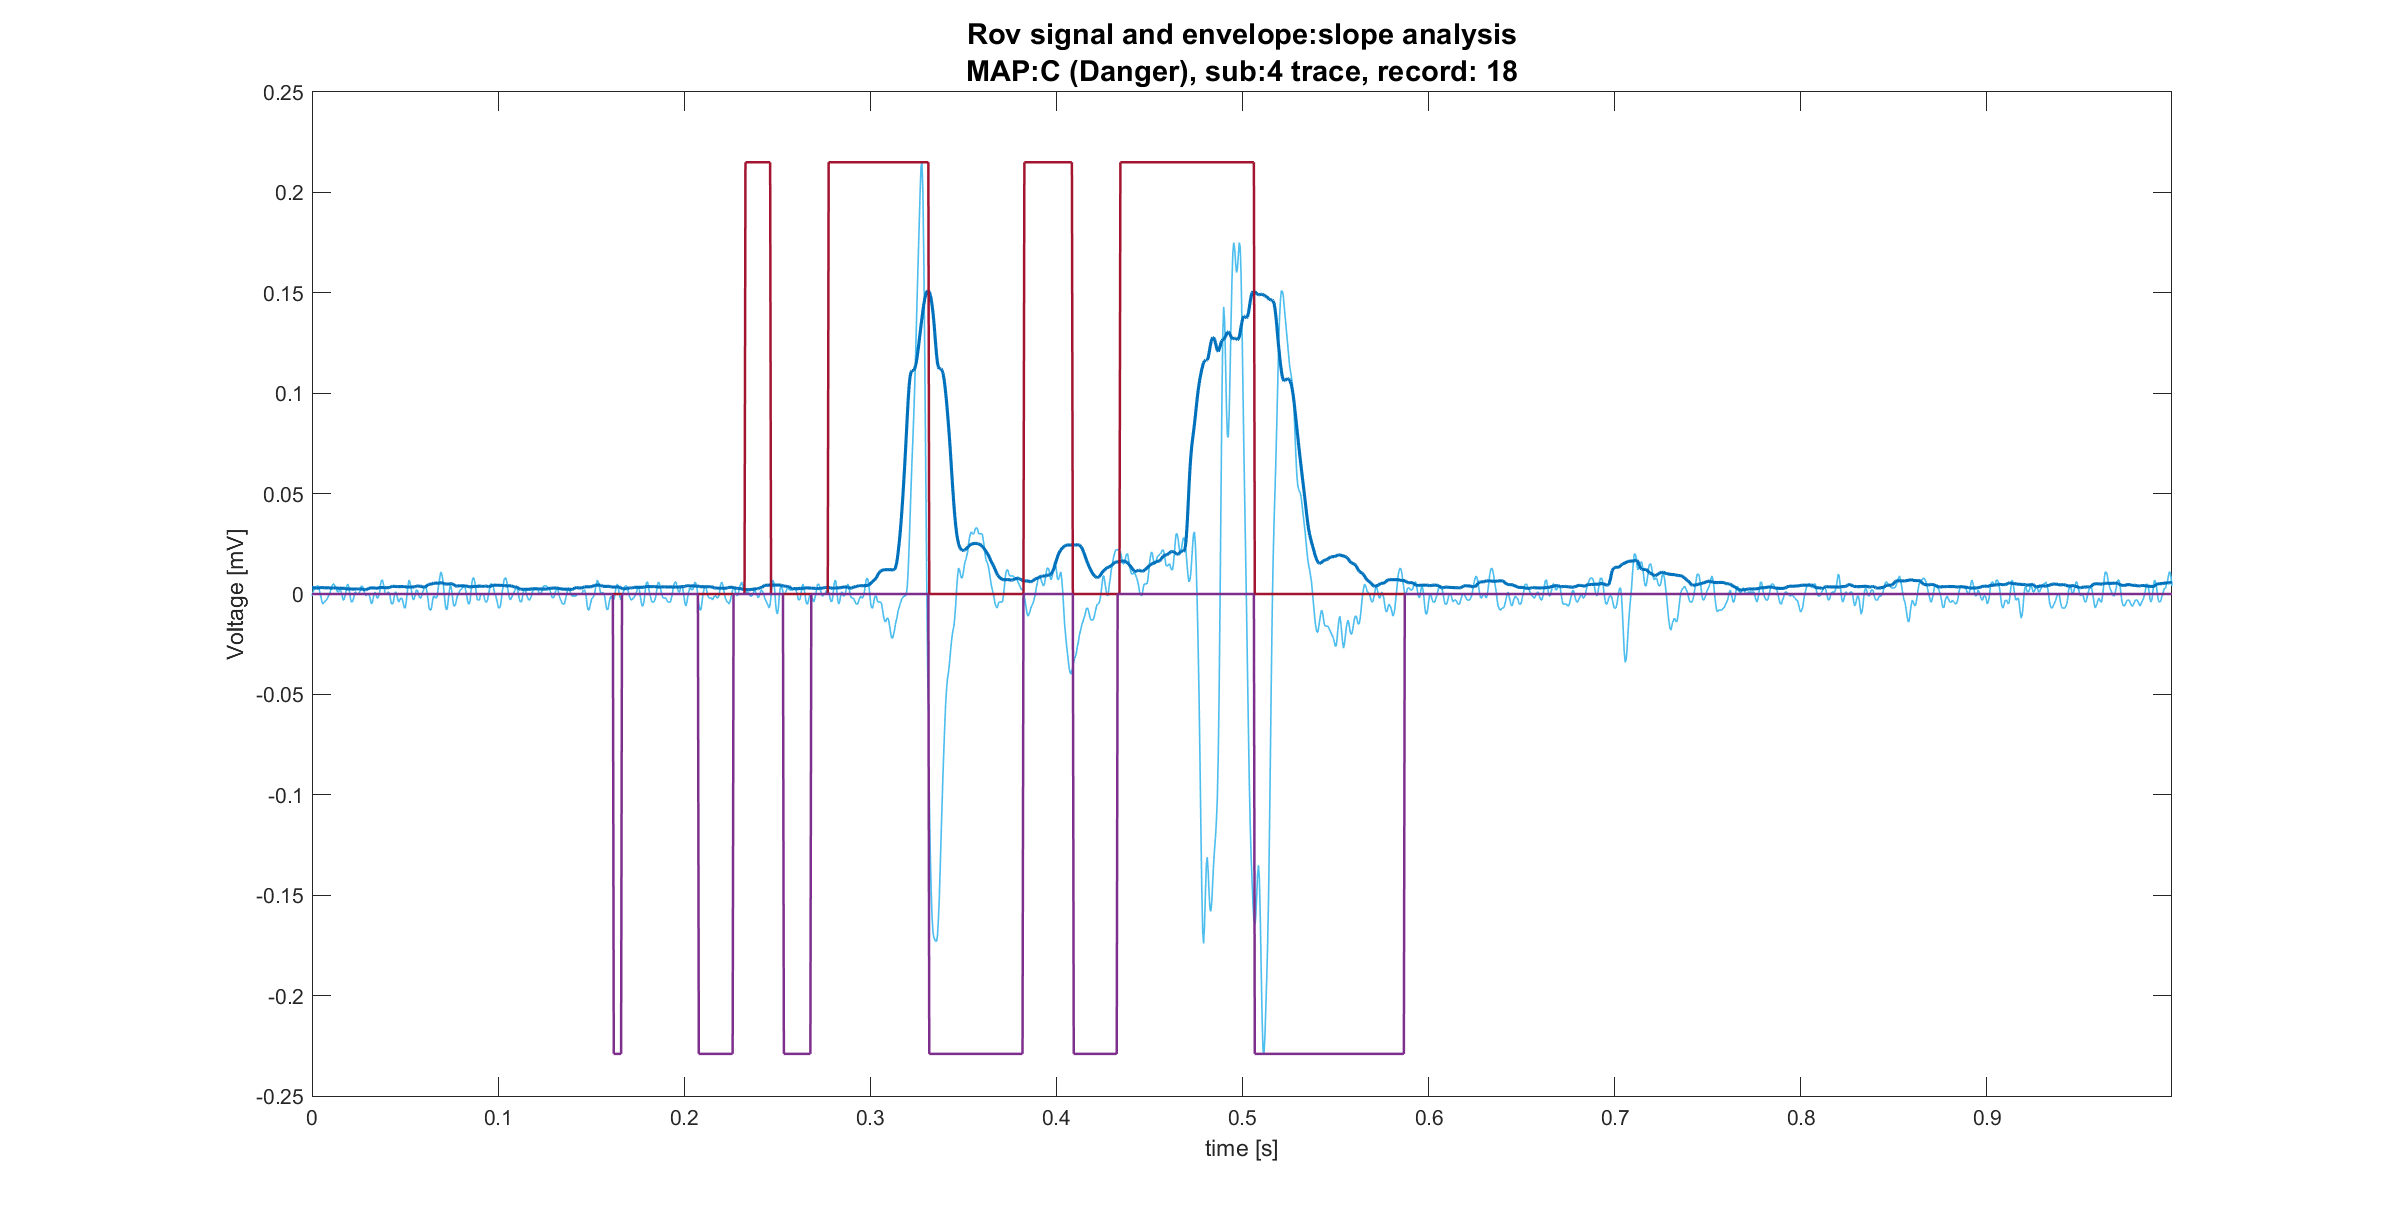 Rov signal and envelope:slope analysis
MAP:C (Danger), sub:4 trace, record: 18
0.25
0.2
0.15
0.1
0.05
0
-0.05
-0.1
-0.15
-0.2
-0.25
Voltage [mV]
0 0.1 0.2 0.3 0.4 0.5 0.6 0.7 0.8 0.9
time [s]